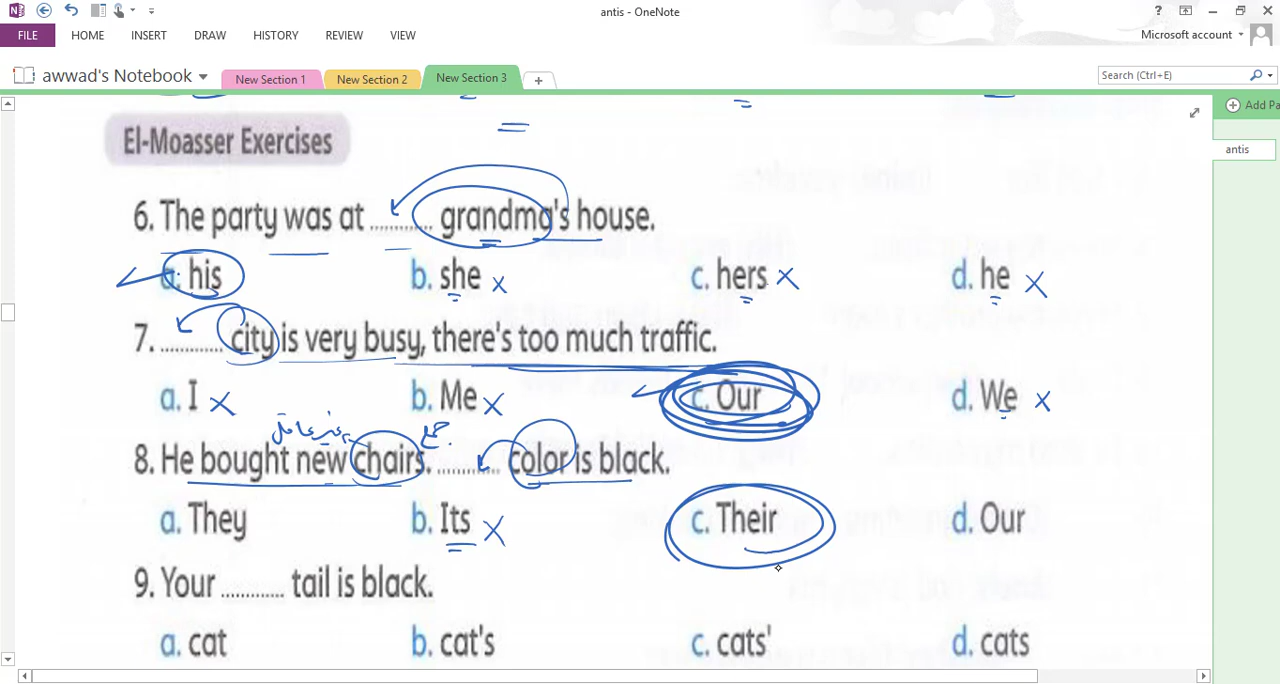 antis - OneNote
Microsoft account
FILE HOME INSERT DRAW HISTORY REVIEW VIEW
awwad's Notebook New Section 1 New Section 2 New Section 3 + Search (Ctrl+E)
Add Pa
antis
El-Moasser Exercises
6. The party was at ............ grandma's house.
a. his b. she x c. hers x d. he x
7. ............ city is very busy, there's too much traffic.
a. I x b. Me x c. Our d. We x
8. He bought new chairs. ............ color is black.
a. They b. Its x c. Their d. Our
9. Your ............ tail is black.
a. cat b. cat's c. cats' d. cats